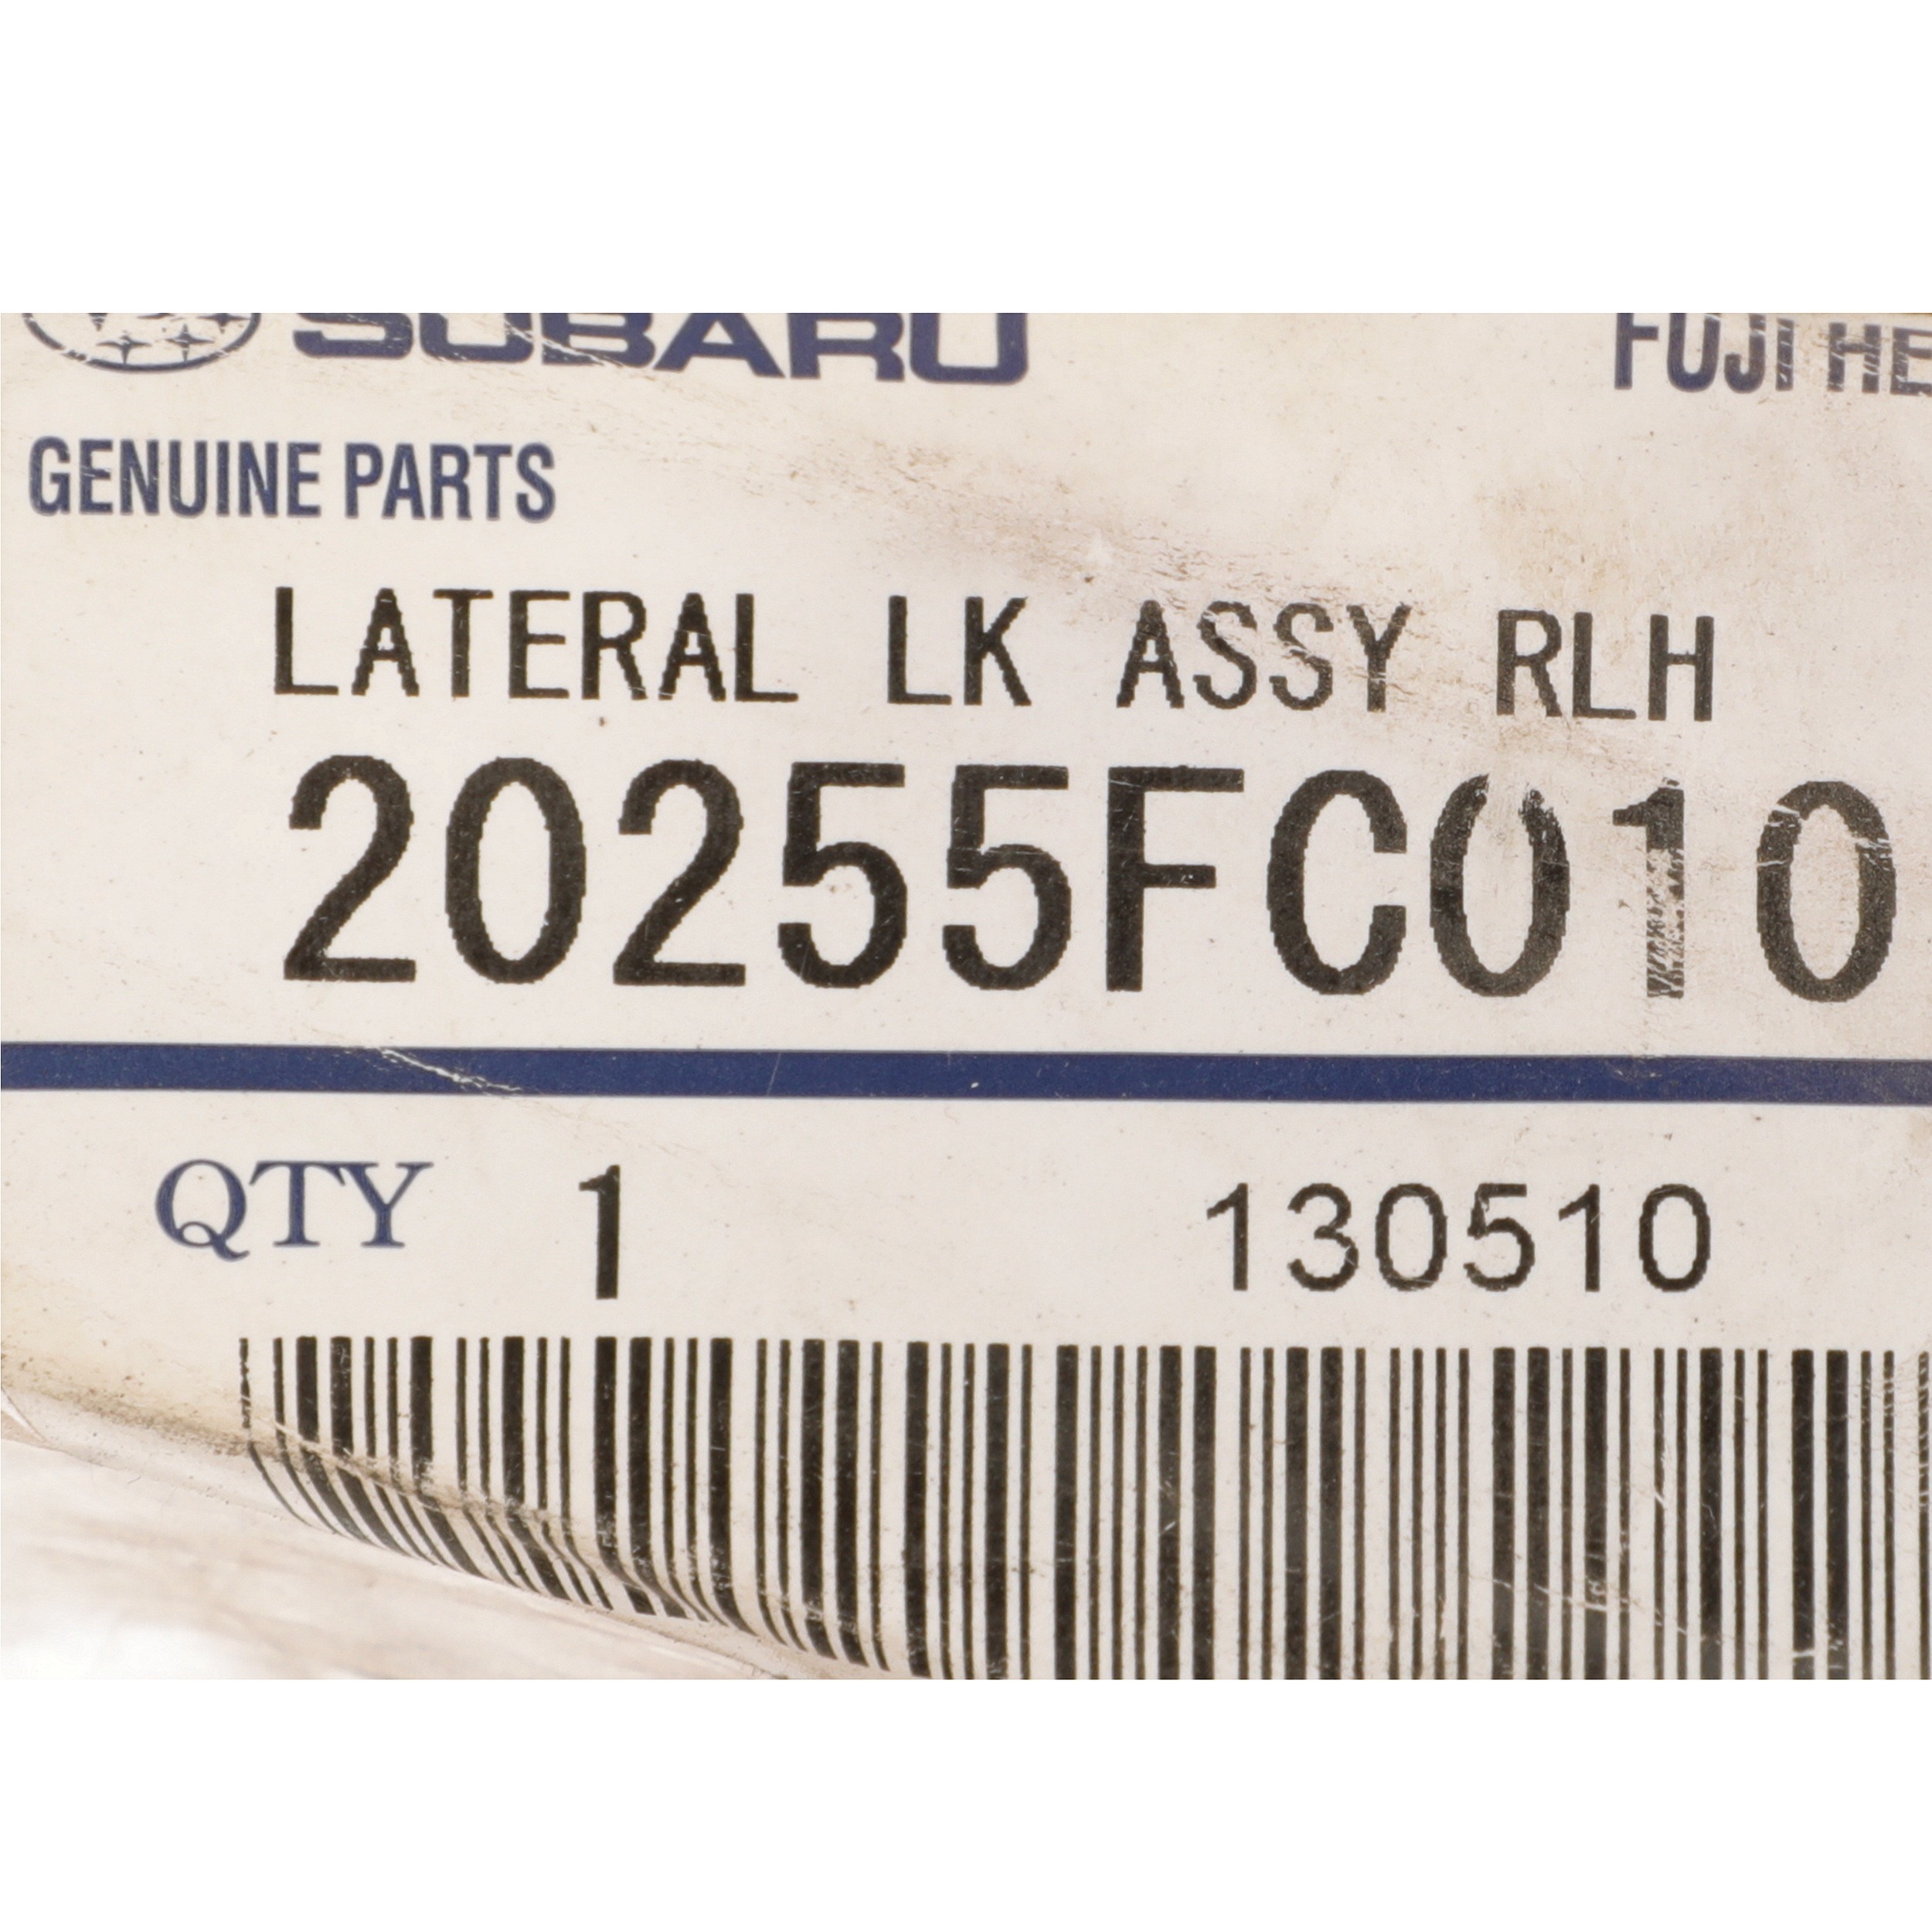 SUBARU FUJI HE
GENUINE PARTS
LATERAL LK ASSY RLH
20255FC010
QTY 1 130510